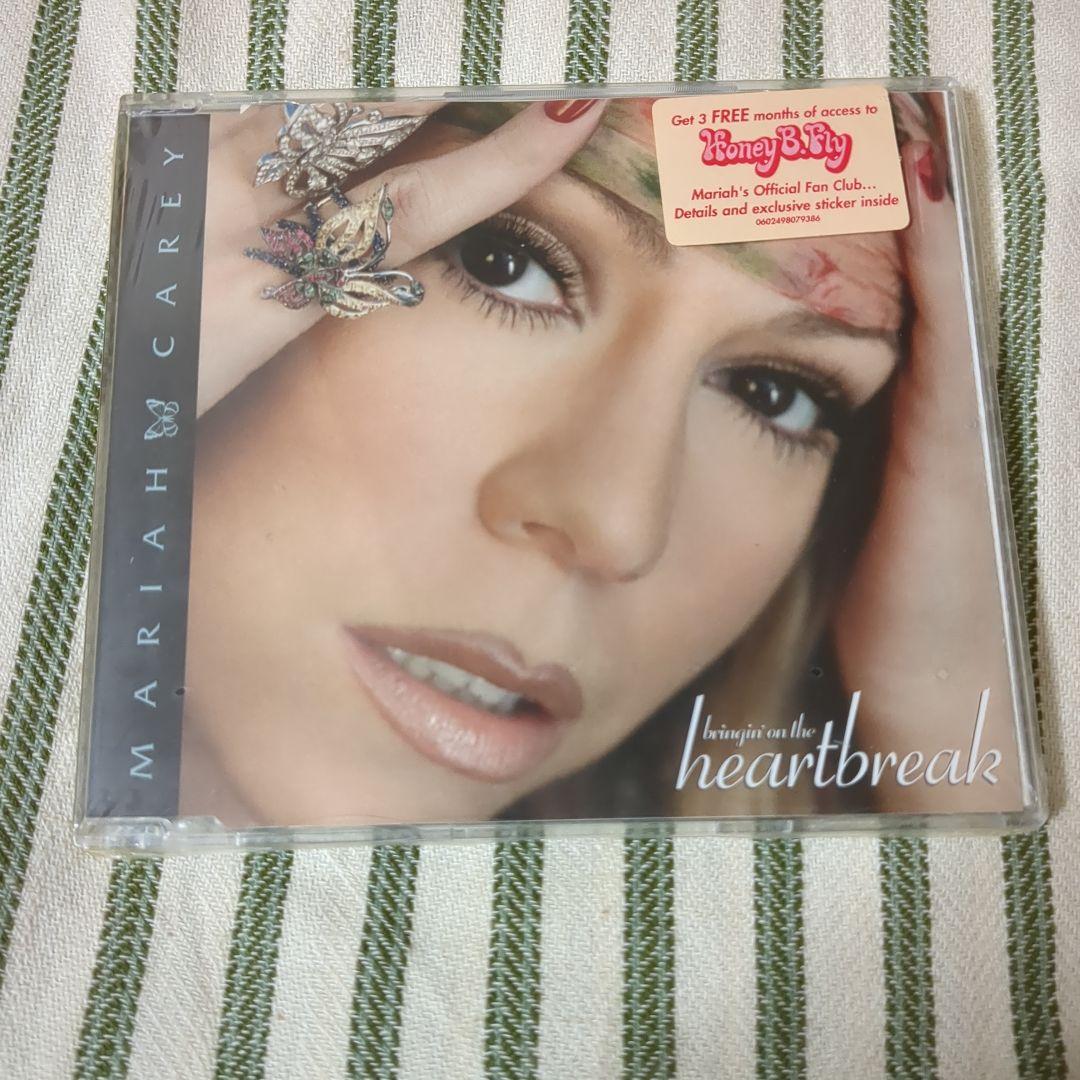 MARIAH CAREY
Get 3 FREE months of access to
Honey B. Fly
Mariah's Official Fan Club...
Details and exclusive sticker inside
0602498079386
bringin' on the
heartbreak